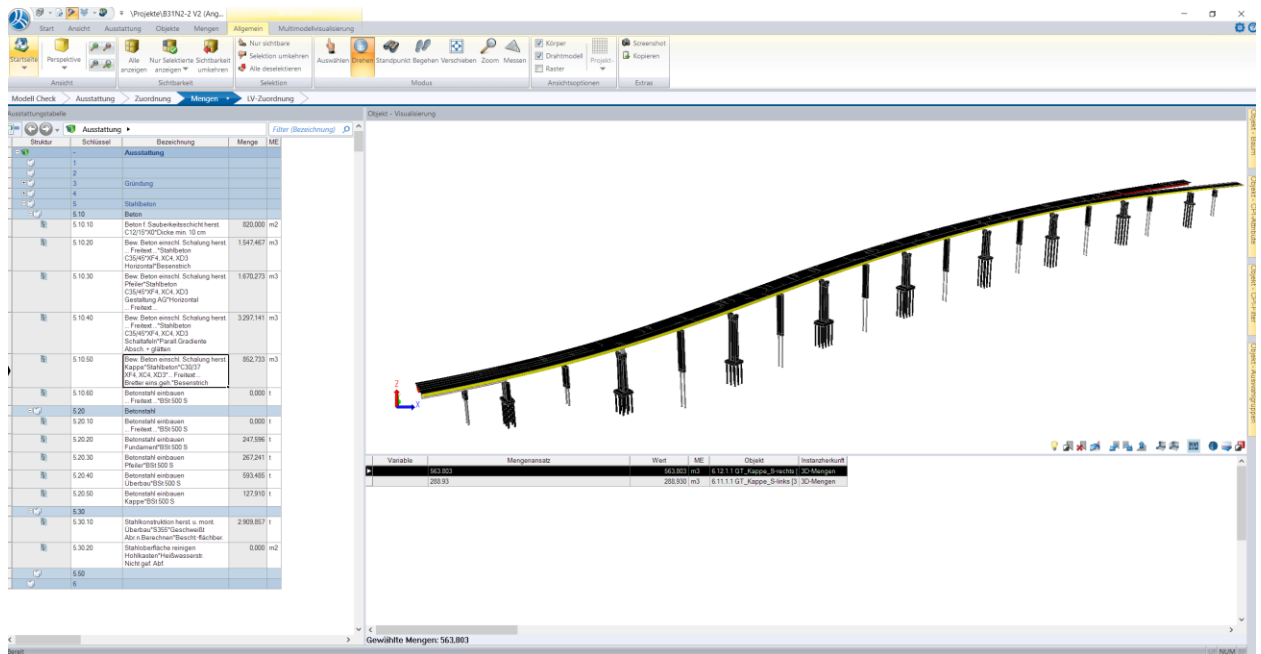 \Projekte\B31N2-2 V2 (Ang...
Start Ansicht Ausstattung Objekte Mengen Allgemein Multimodellvisualisierung
Startseite
Perspektive
Alle anzeigen
Nur Selektierte anzeigen
Sichtbarkeit umkehren
Nur sichtbare
Selektion umkehren
Alle deselektieren
Auswählen Drehen Standpunkt Begehen Verschieben Zoom Messen
Körper
Drahtmodell
Raster
Projekt-
Screenshot
Kopieren
Ansicht Sichtbarkeit Selektion Modus Ansichtsoptionen Extras
Modell Check Ausstattung Zuordnung Mengen LV-Zuordnung
Ausstattungstabelle
Ausstattung
Filter (Bezeichnung)
Struktur Schlüssel Bezeichnung Menge ME
- Ausstattung
1
2
3 Gründung
4
5 Stahlbeton
5.10 Beton
5.10.10 Beton f. Sauberkeitsschicht herst. 820,000 m2
C12/15*X0*Dicke min. 10 cm
5.10.20 Bew. Beton einschl. Schalung herst. 1.547,467 m3
... Freitext ...*Stahlbeton
C35/45*XF4, XC4, XD3
Horizontal*Besenstrich
5.10.30 Bew. Beton einschl. Schalung herst. 1.670,273 m3
Pfeiler*Stahlbeton
C35/45*XF4, XC4, XD3
Gestaltung AG*Horizontal
... Freitext ...
5.10.40 Bew. Beton einschl. Schalung herst. 3.297,141 m3
... Freitext ...*Stahlbeton
C35/45*XF4, XC4, XD3
Schaltafeln*Parall.Gradiente
Absch. + glätten
5.10.50 Bew. Beton einschl. Schalung herst. 852,733 m3
Kappe*Stahlbeton*C30/37
XF4, XC4, XD3*... Freitext ...
Bretter eins.geh.*Besenstrich
5.10.60 Betonstahl einbauen 0,000 t
... Freitext ...*BSt 500 S
5.20 Betonstahl
5.20.10 Betonstahl einbauen 0,000 t
... Freitext ...*BSt 500 S
5.20.20 Betonstahl einbauen 247,596 t
Fundament*BSt 500 S
5.20.30 Betonstahl einbauen 267,241 t
Pfeiler*BSt 500 S
5.20.40 Betonstahl einbauen 593,485 t
Überbau*BSt 500 S
5.20.50 Betonstahl einbauen 127,910 t
Kappe*BSt 500 S
5.30
5.30.10 Stahlkonstruktion herst. u. mont. 2.909,857 t
Überbau*S355*Geschweißt
Abr.n.Berechnen*Bescht.-flächber.
5.30.20 Stahloberfläche reinigen 0,000 m2
Hohlkasten*Heißwasserstr.
Nicht gef. Abf.
5.50
6
Objekt - Visualisierung
Z
X
Objekt - Baum
Objekt - CPI-Attribute
Objekt - CPI-Filter
Objekt - Auswahlgruppen
Variable Mengenansatz Wert ME Objekt Instanzherkunft
563.803 563,803 m3 6.12.1.1 GT_Kappe_S-rechts [ 3D-Mengen
288.93 288,930 m3 6.11.1.1 GT_Kappe_S-links [3 3D-Mengen
Gewählte Mengen: 563,803
Bereit
NUM